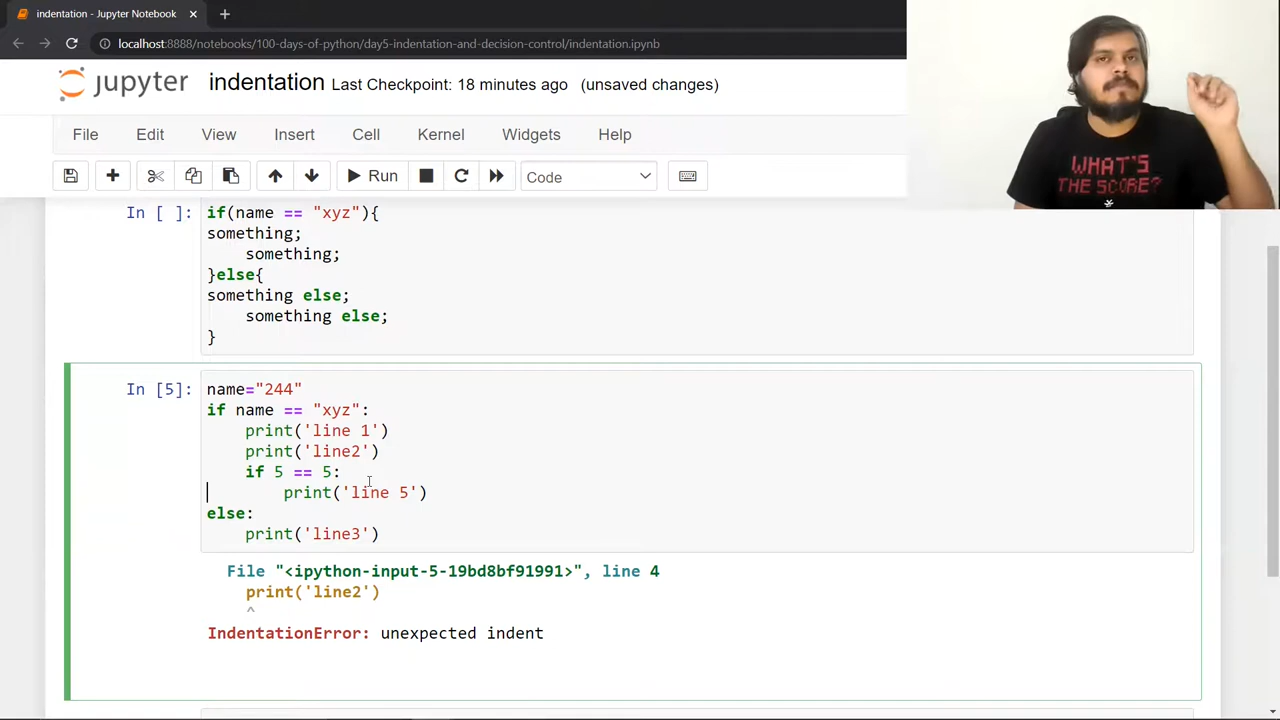 indentation - Jupyter Notebook
localhost:8888/notebooks/100-days-of-python/day5-indentation-and-decision-control/indentation.ipynb
jupyter indentation Last Checkpoint: 18 minutes ago (unsaved changes)
File Edit View Insert Cell Kernel Widgets Help
Run Code
In [ ]: if(name == "xyz"){
something;
    something;
}else{
something else;
    something else;
}
In [5]: name="244"
if name == "xyz":
    print('line 1')
    print('line2')
    if 5 == 5:
        print('line 5')
else:
    print('line3')
File "<ipython-input-5-19bd8bf91991>", line 4
    print('line2')
    ^
IndentationError: unexpected indent
WHAT'S
THE SCORE?